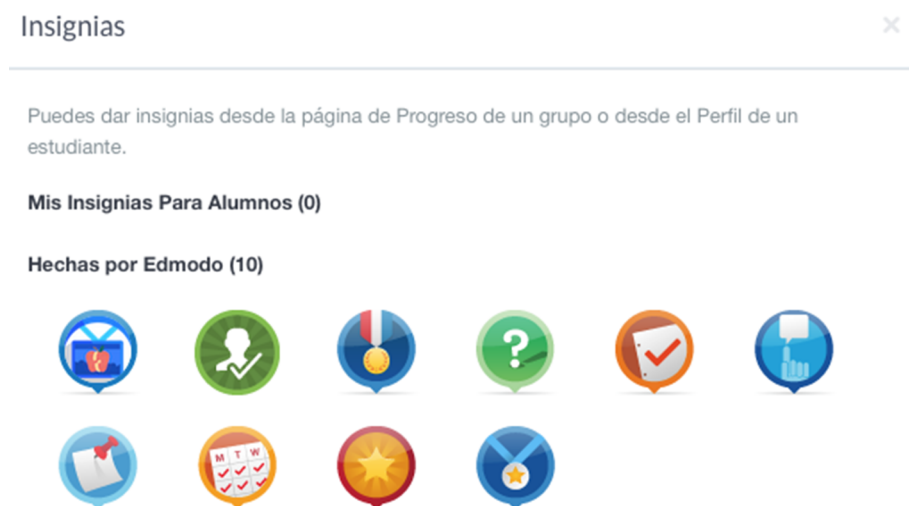 Insignias
Puedes dar insignias desde la página de Progreso de un grupo o desde el Perfil de un
estudiante.
Mis Insignias Para Alumnos (0)
Hechas por Edmodo (10)
?
M T W